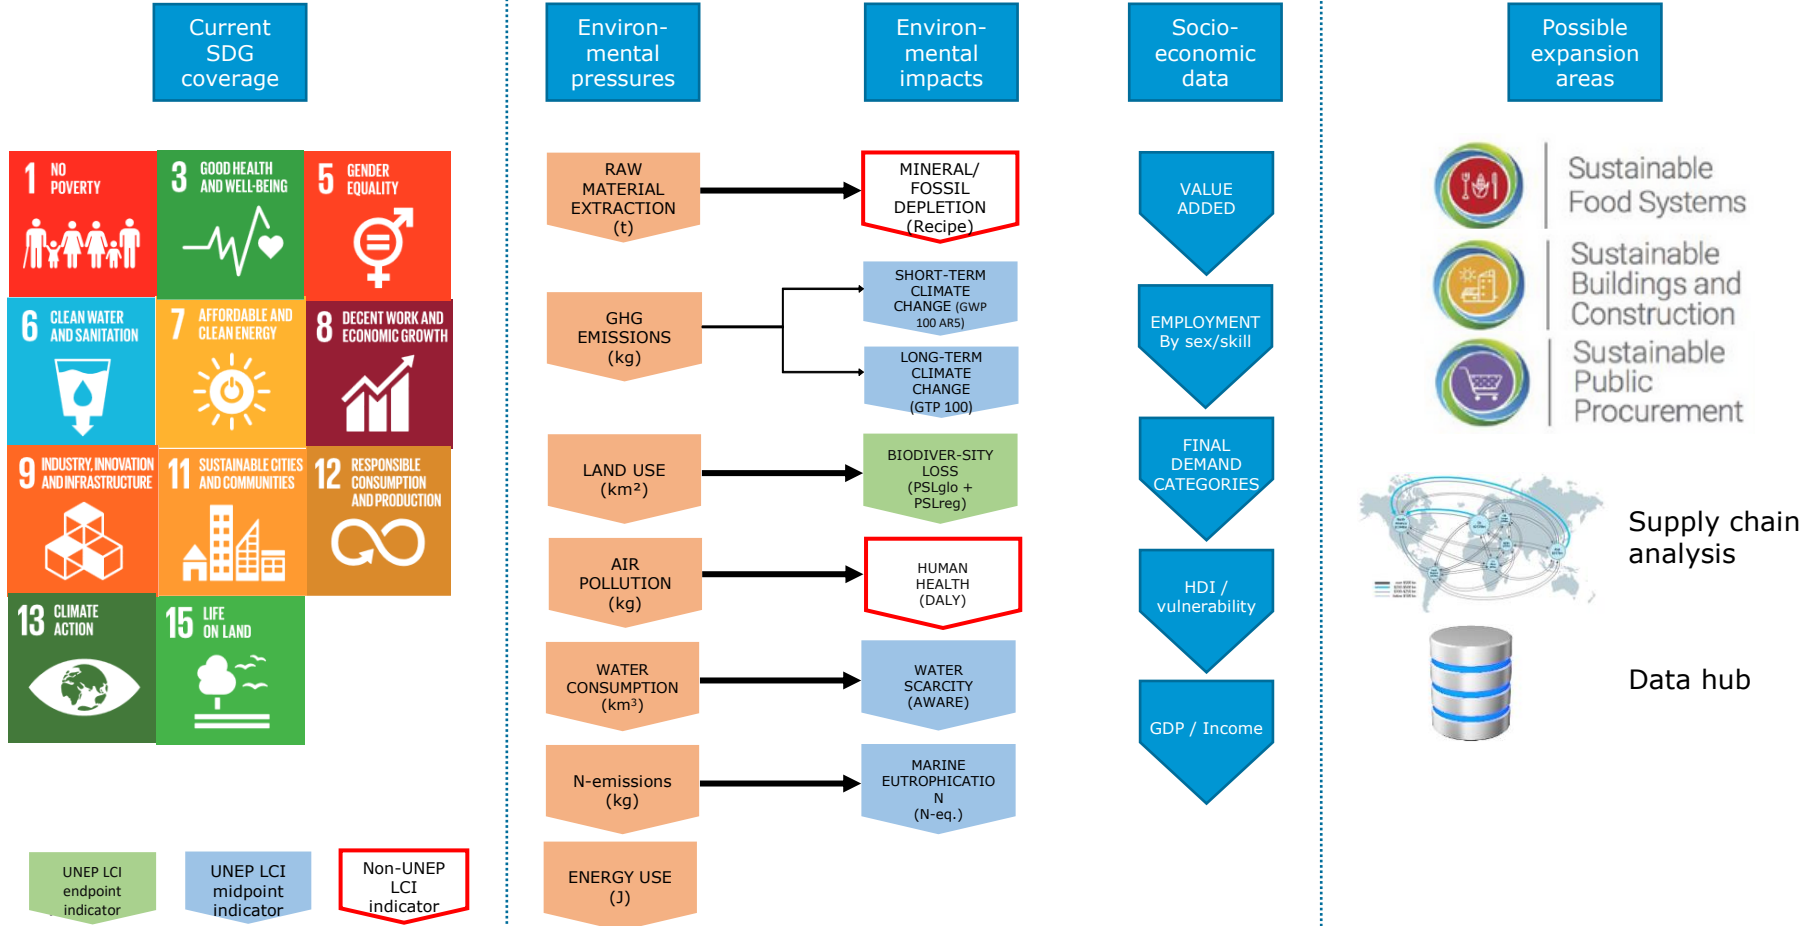 Current
SDG
coverage
Environ-
mental
pressures
Environ-
mental
impacts
Socio-
economic
data
Possible
expansion
areas
1 NO
POVERTY
3 GOOD HEALTH
AND WELL-BEING
5 GENDER
EQUALITY
6 CLEAN WATER
AND SANITATION
7 AFFORDABLE AND
CLEAN ENERGY
8 DECENT WORK AND
ECONOMIC GROWTH
9 INDUSTRY, INNOVATION
AND INFRASTRUCTURE
11 SUSTAINABLE CITIES
AND COMMUNITIES
12 RESPONSIBLE
CONSUMPTION
AND PRODUCTION
13 CLIMATE
ACTION
15 LIFE
ON LAND
UNEP LCI
endpoint
indicator
UNEP LCI
midpoint
indicator
Non-UNEP
LCI
indicator
RAW
MATERIAL
EXTRACTION
(t)
MINERAL/
FOSSIL
DEPLETION
(Recipe)
GHG
EMISSIONS
(kg)
SHORT-TERM
CLIMATE
CHANGE (GWP
100 AR5)
LONG-TERM
CLIMATE
CHANGE
(GTP 100)
LAND USE
(km²)
BIODIVER-SITY
LOSS
(PSLglo +
PSLreg)
AIR
POLLUTION
(kg)
HUMAN
HEALTH
(DALY)
WATER
CONSUMPTION
(km³)
WATER
SCARCITY
(AWARE)
N-emissions
(kg)
MARINE
EUTROPHICATIO
N
(N-eq.)
ENERGY USE
(J)
VALUE
ADDED
EMPLOYMENT
By sex/skill
FINAL
DEMAND
CATEGORIES
HDI /
vulnerability
GDP / Income
Sustainable
Food Systems
Sustainable
Buildings and
Construction
Sustainable
Public
Procurement
Supply chain
analysis
Data hub